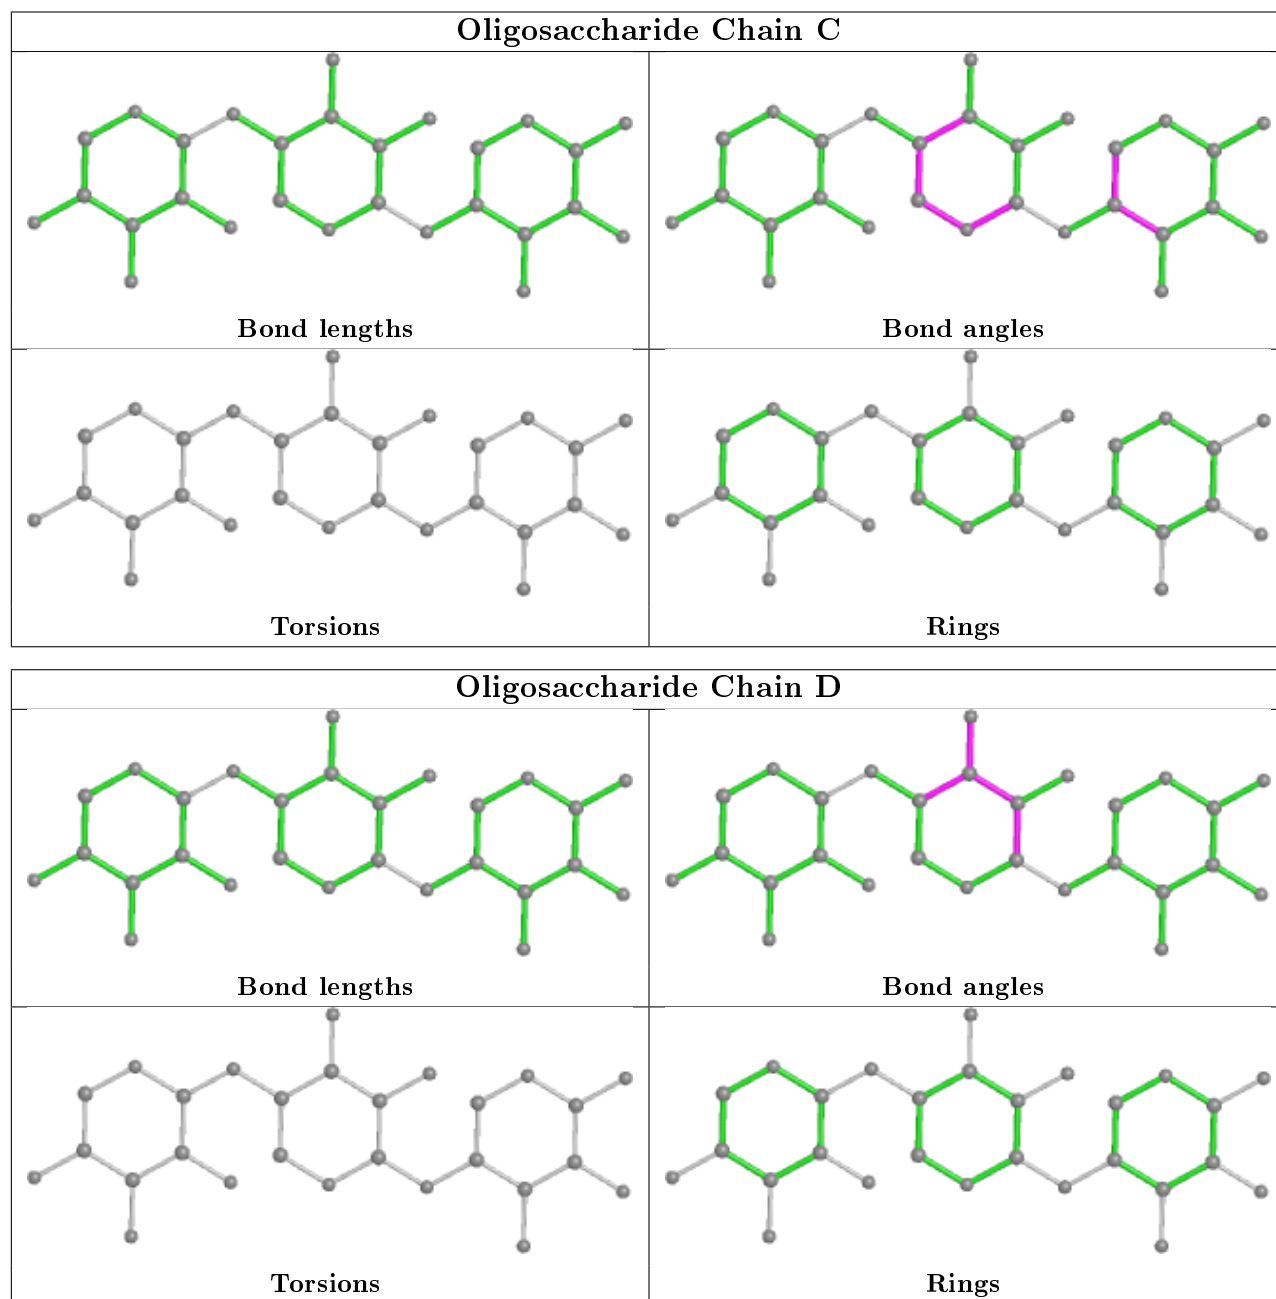 Oligosaccharide Chain C
Bond lengths
Bond angles
Torsions
Rings
Oligosaccharide Chain D
Bond lengths
Bond angles
Torsions
Rings